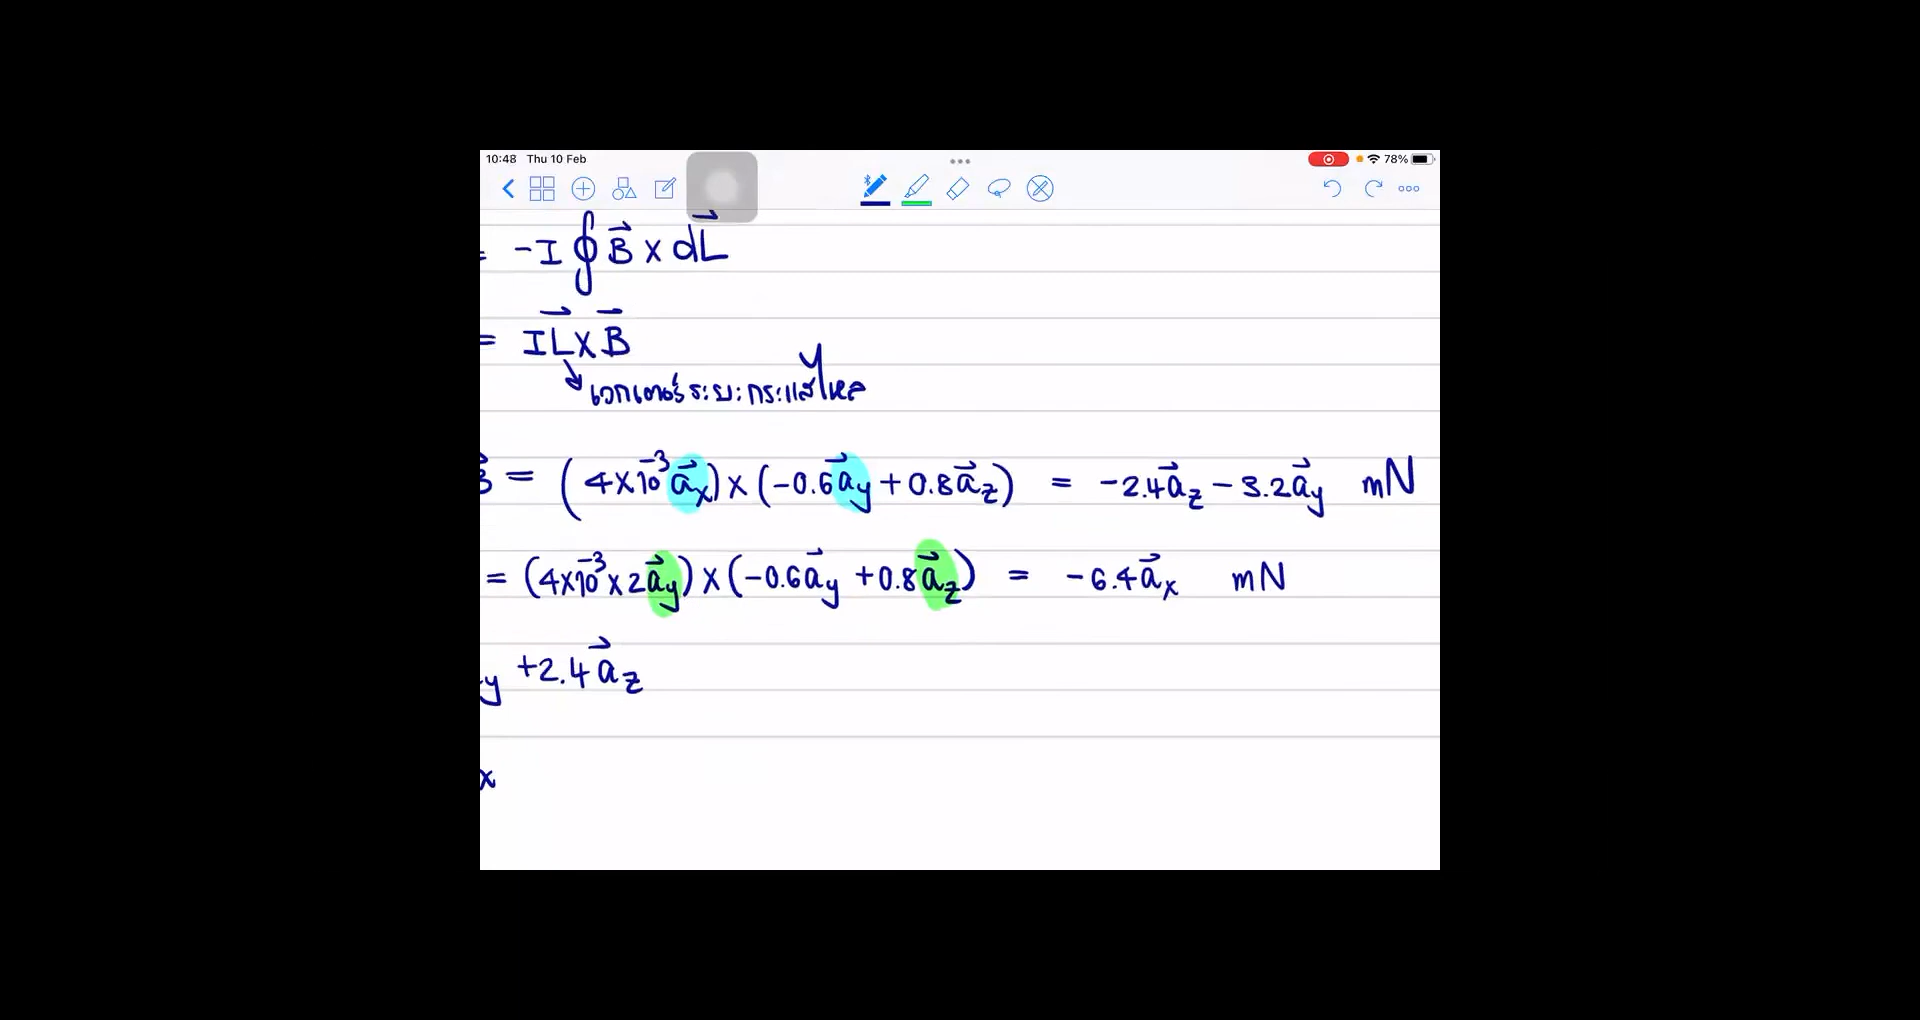 10:48 Thu 10 Feb 78%
= -I ∮ B⃗ x dL⃗
= IL⃗ x B⃗
เวกเตอร์ระยะกระแสไหล
B⃗ = (4x10⁻³ a⃗x) x (-0.6a⃗y + 0.8a⃗z) = -2.4a⃗z - 3.2a⃗y mN
= (4x10⁻³ x 2a⃗y) x (-0.6a⃗y + 0.8a⃗z) = -6.4a⃗x mN
y +2.4a⃗z
x